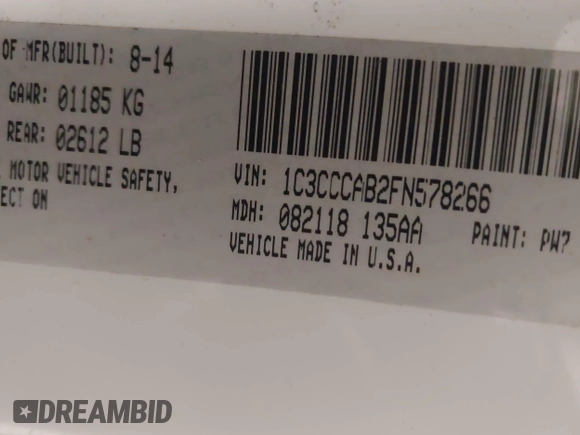 OF MFR(BUILT): 8-14
GAWR: 01185 KG
REAR: 02612 LB
MOTOR VEHICLE SAFETY,
ECT ON
VIN: 1C3CCCAB2FN578266
MDH: 082118 135AA PAINT: PW7
VEHICLE MADE IN U.S.A.
DREAMBID